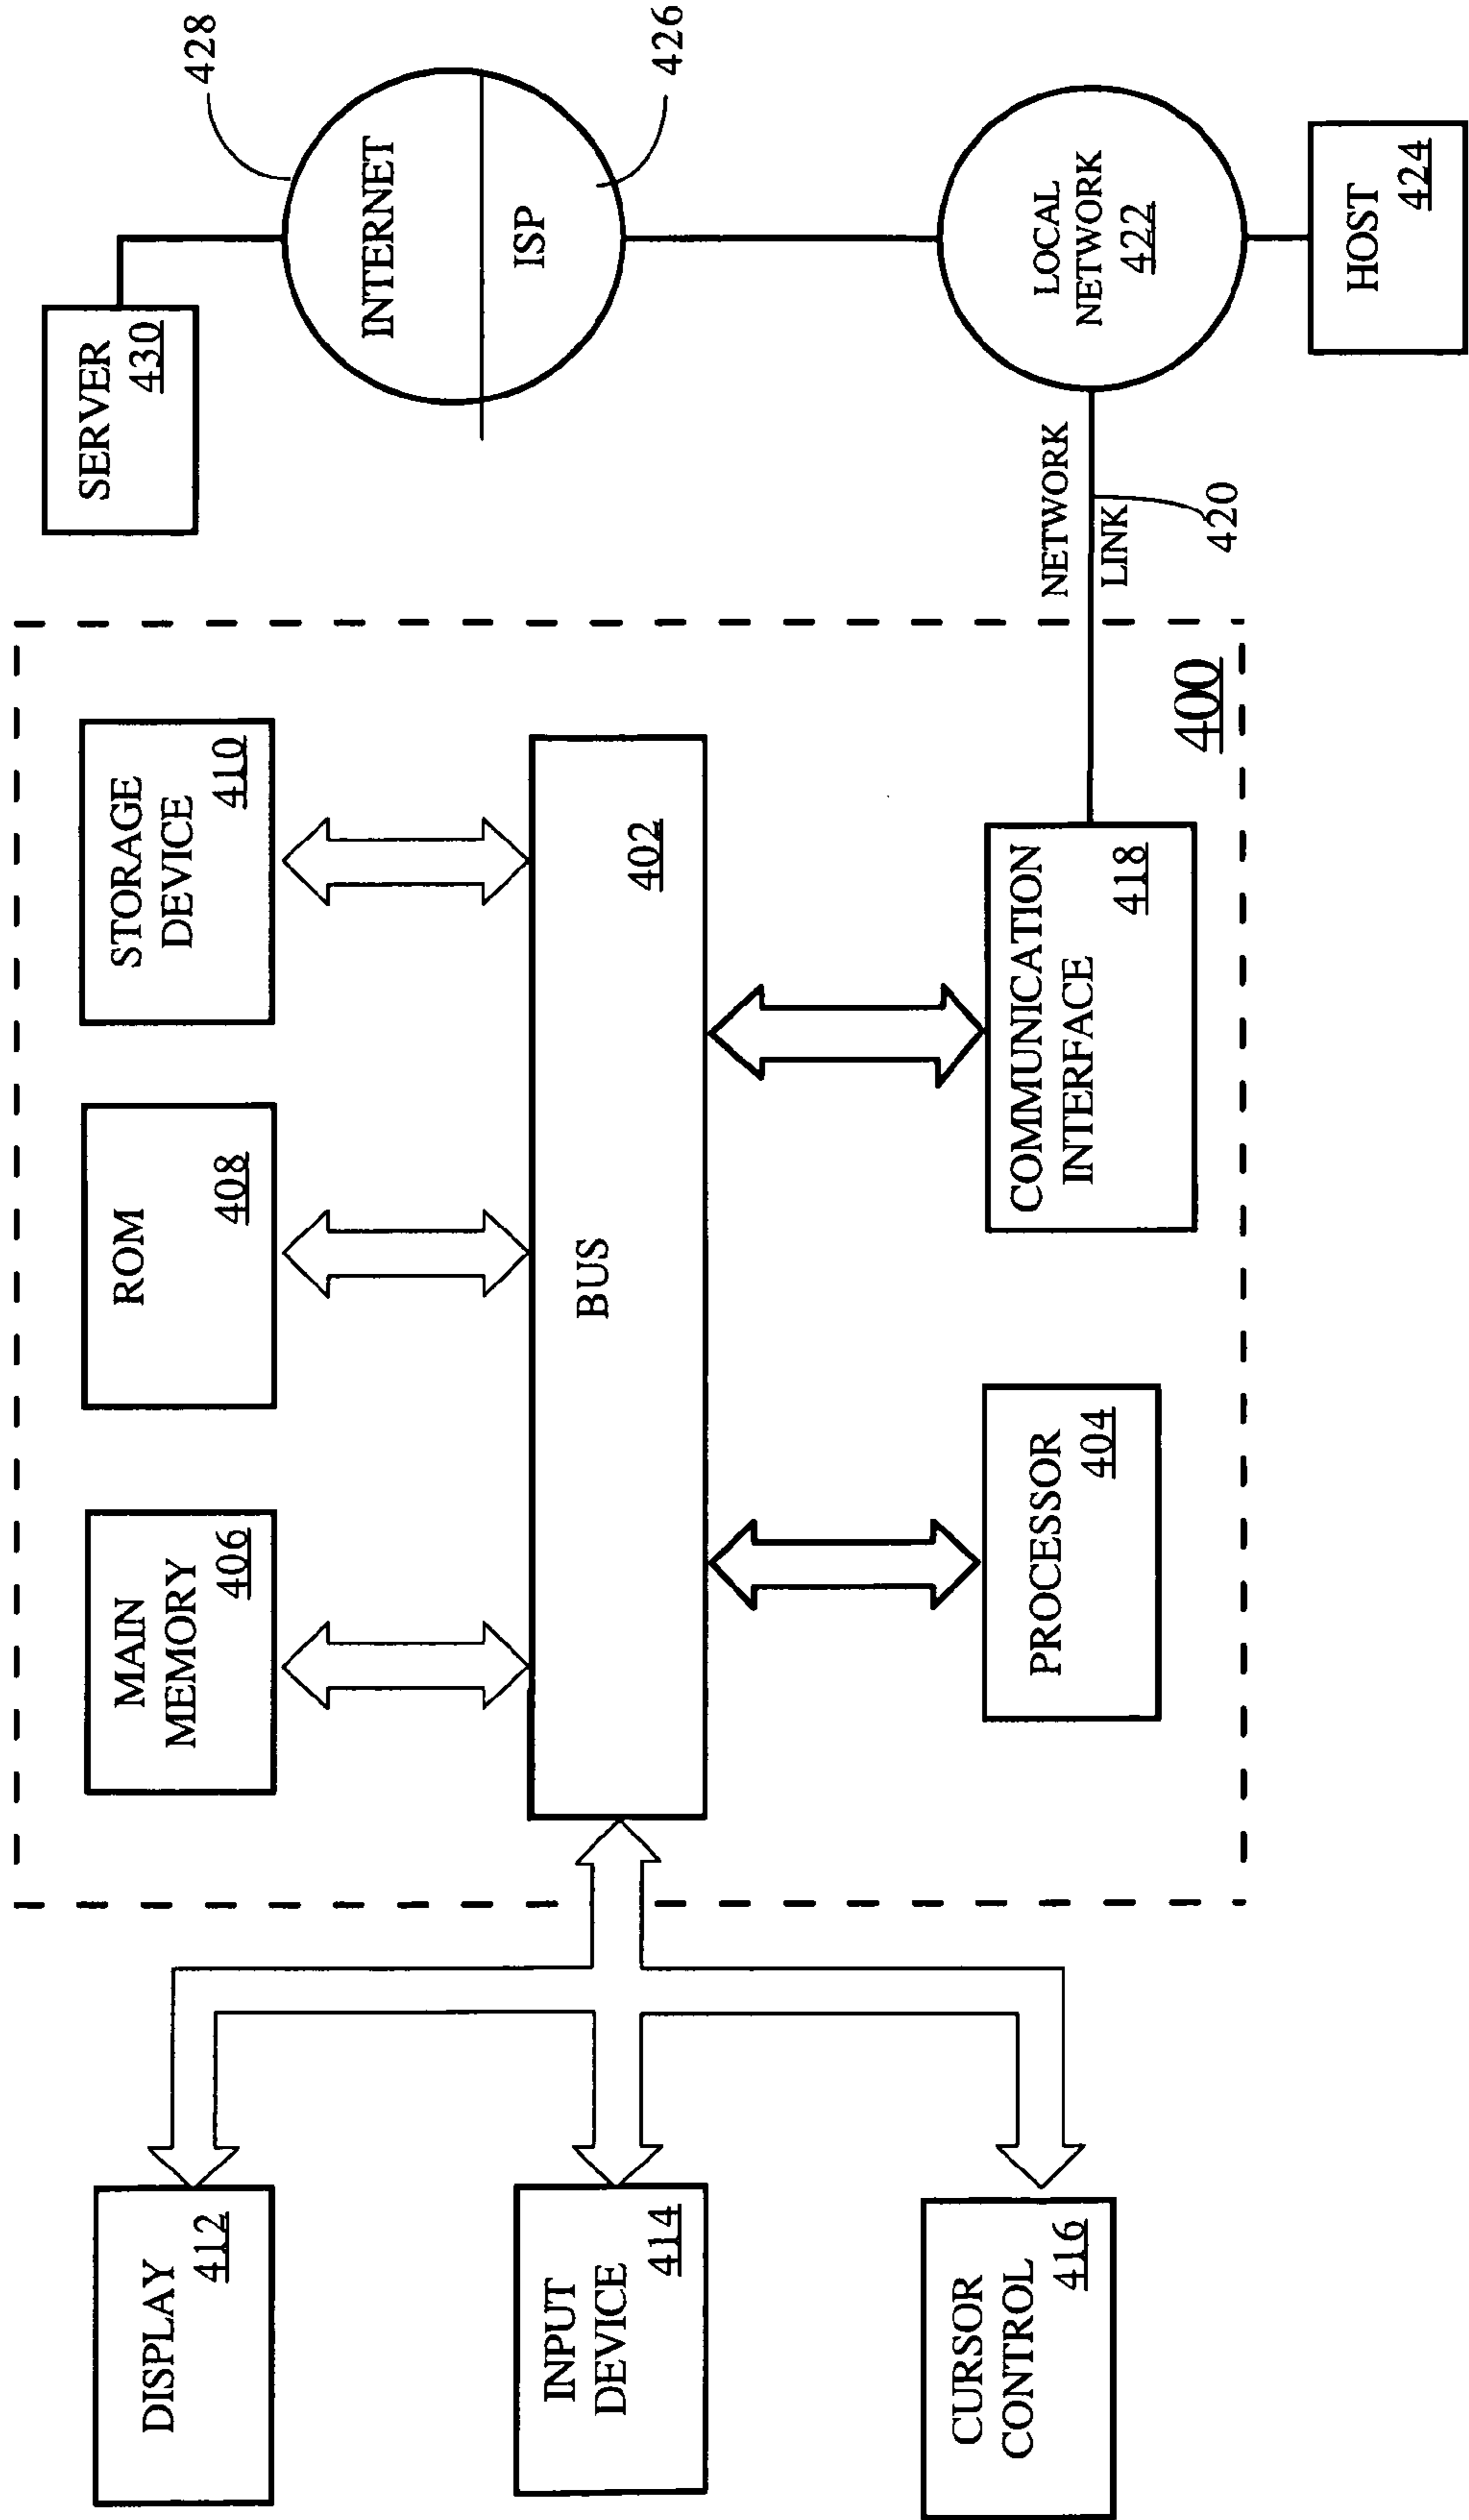 DISPLAY
412
INPUT
DEVICE
414
CURSOR
CONTROL
416
MAIN
MEMORY
406
ROM
408
STORAGE
DEVICE
410
BUS
402
PROCESSOR
404
COMMUNICATION
INTERFACE
418
400
SERVER
430
428
INTERNET
ISP
426
NETWORK
LINK
420
LOCAL
NETWORK
422
HOST
424